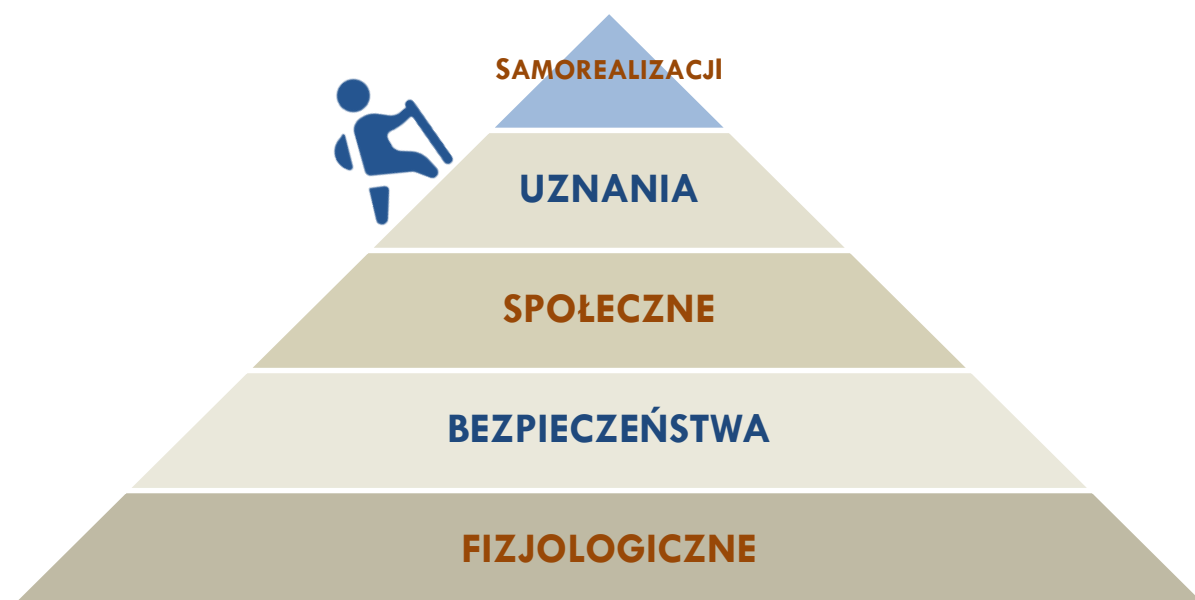 SAMOREALIZACJI
UZNANIA
SPOŁECZNE
BEZPIECZEŃSTWA
FIZJOLOGICZNE